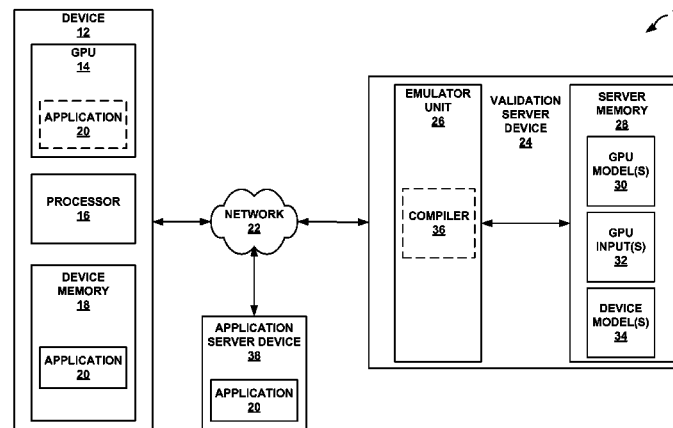 DEVICE
12
GPU
14
APPLICATION
20
PROCESSOR
16
DEVICE
MEMORY
18
APPLICATION
20
NETWORK
22
APPLICATION
SERVER DEVICE
38
APPLICATION
20
EMULATOR
UNIT
26
COMPILER
36
VALIDATION
SERVER
DEVICE
24
SERVER
MEMORY
28
GPU
MODEL(S)
30
GPU
INPUT(S)
32
DEVICE
MODEL(S)
34